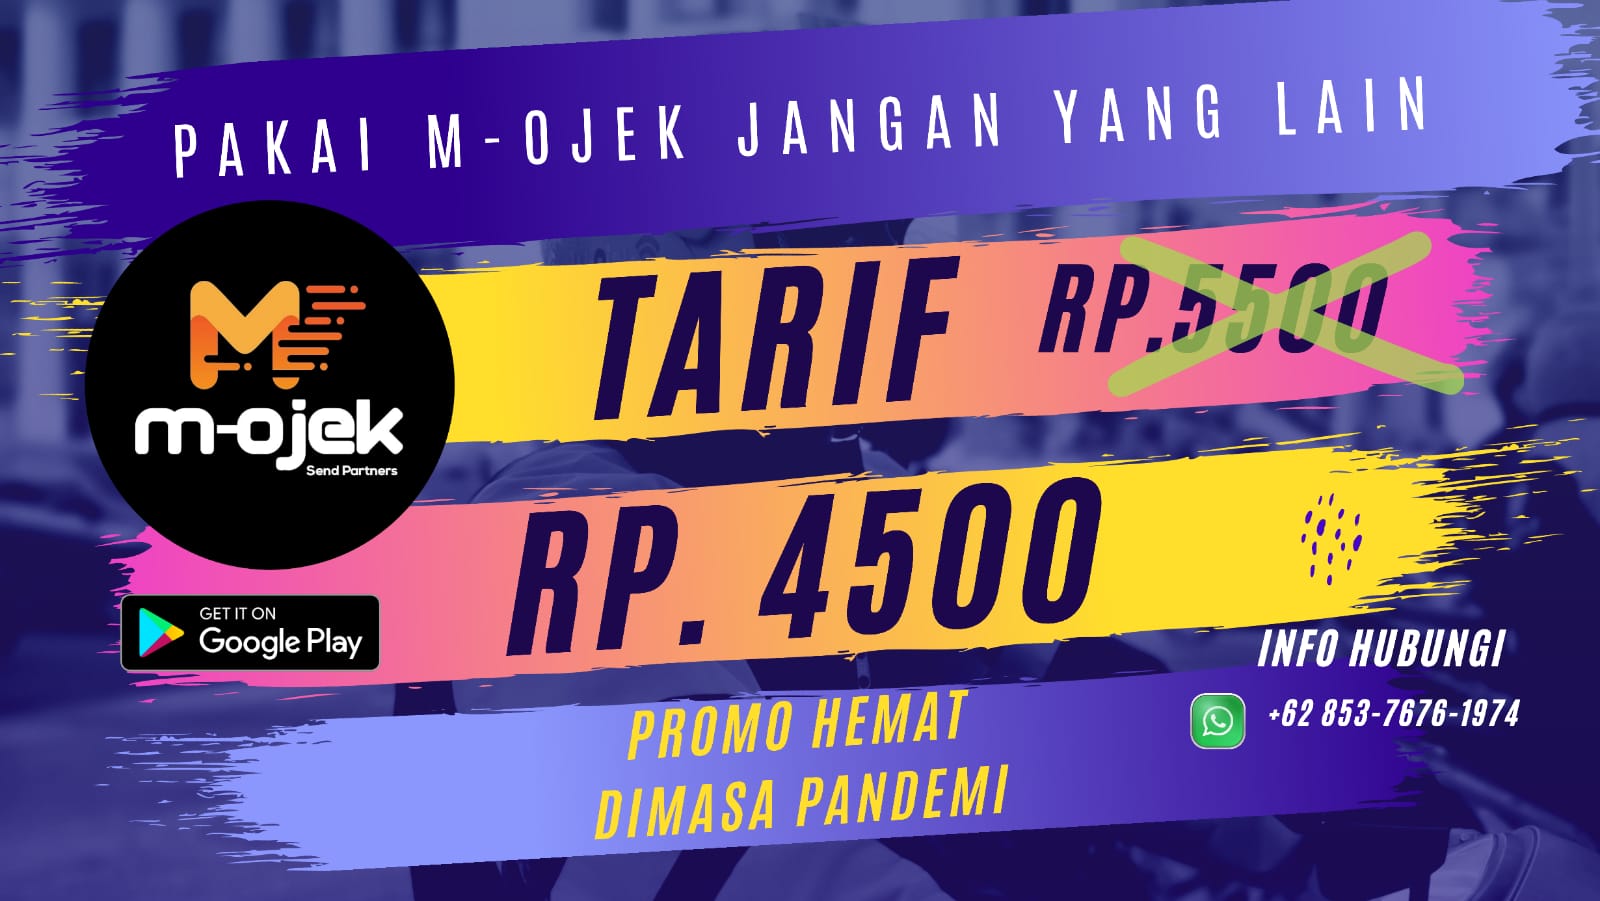 PAKAI M-OJEK JANGAN YANG LAIN
TARIF RP.5500
M
m-ojek
Send Partners
RP. 4500
GET IT ON
Google Play
INFO HUBUNGI
+62 853-7676-1974
PROMO HEMAT
DIMASA PANDEMI